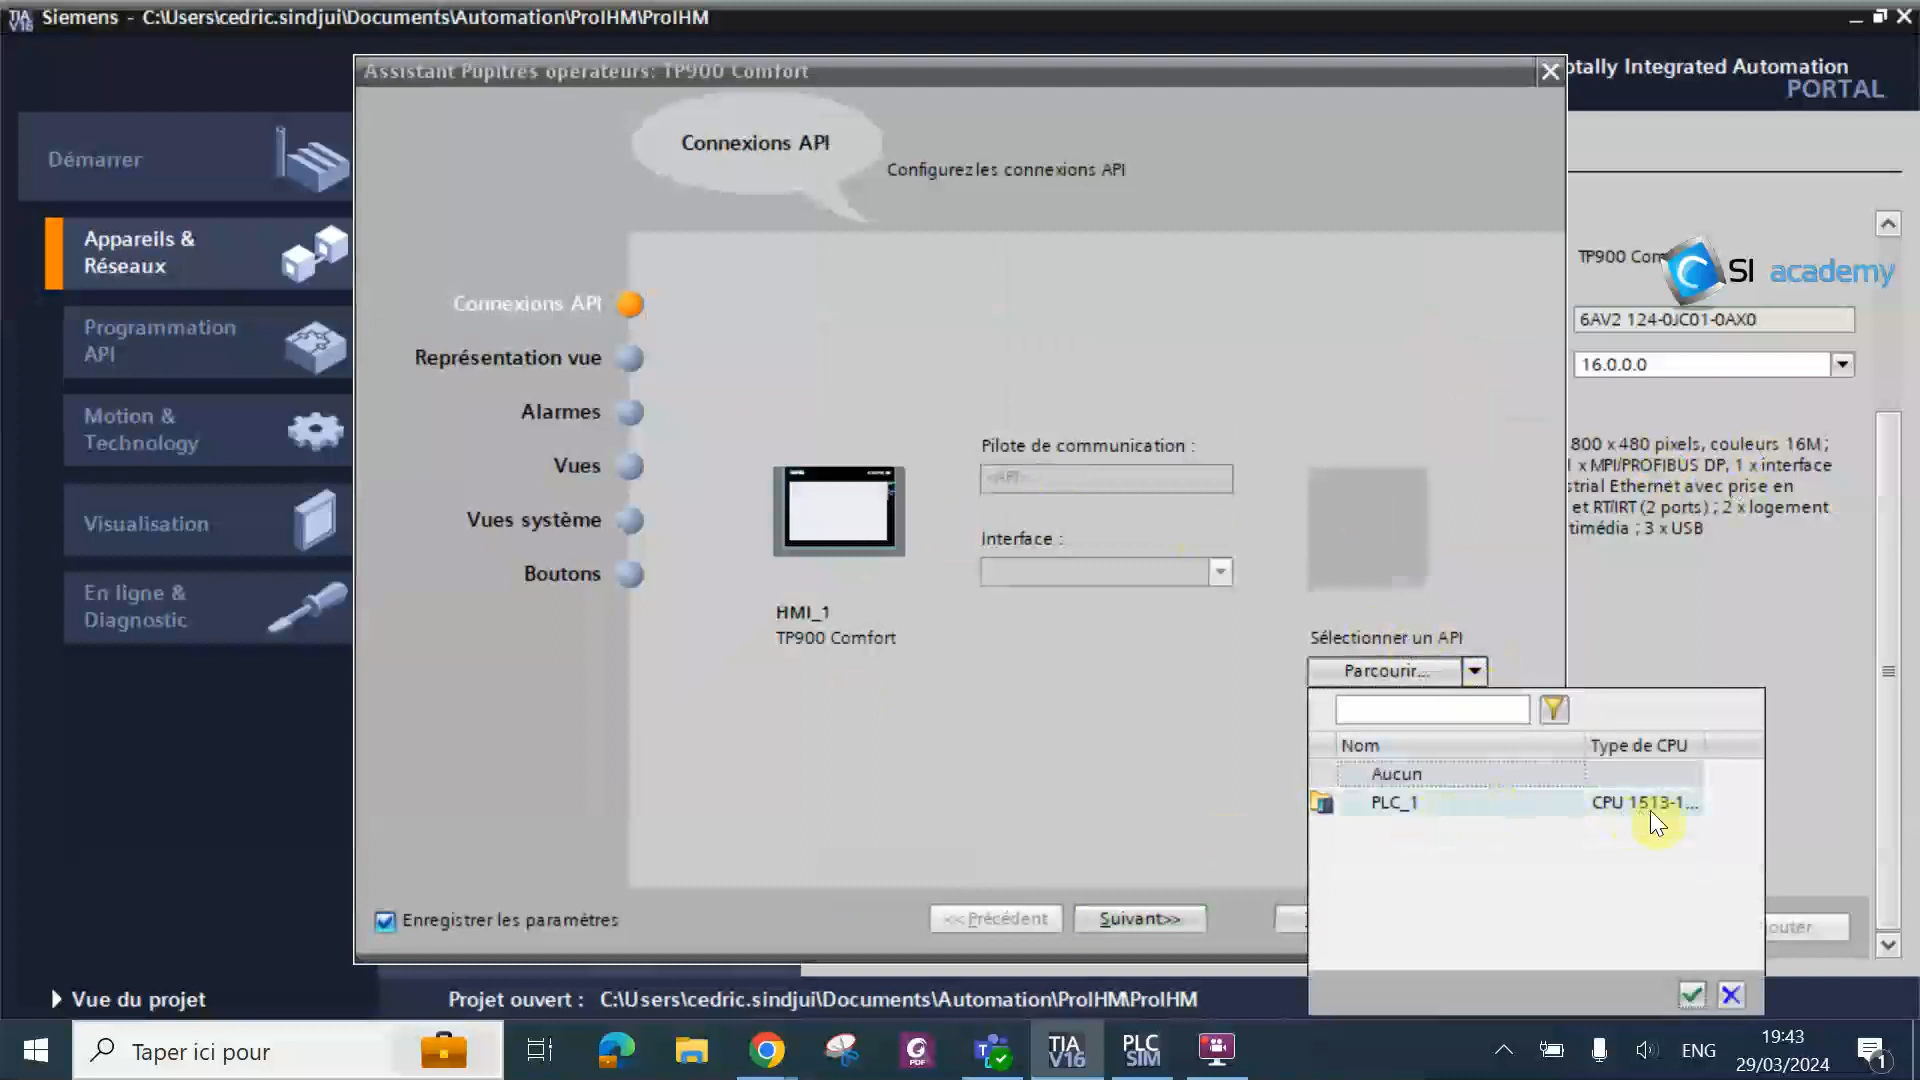 TIA V16 Siemens - C:\Users\cedric.sindjui\Documents\Automation\ProIHM\ProIHM
Assistant Pupitres opérateurs: TP900 Comfort
otally Integrated Automation
PORTAL
Démarrer
Appareils &
Réseaux
Programmation
API
Motion &
Technology
Visualisation
En ligne &
Diagnostic
Connexions API
Configurez les connexions API
Connexions API
Représentation vue
Alarmes
Vues
Vues système
Boutons
Pilote de communication :
<API>
Interface :
HMI_1
TP900 Comfort
Sélectionner un API
Parcourir...
Nom
Type de CPU
Aucun
PLC_1
CPU 1513-1...
TP900 Com
SI academy
6AV2 124-0JC01-0AX0
16.0.0.0
800 x 480 pixels, couleurs 16M ;
1 x MPI/PROFIBUS DP, 1 x interface
strial Ethernet avec prise en
et RT/IRT (2 ports) ; 2 x logement
timédia ; 3 x USB
Enregistrer les paramètres
<<Précédent
Suivant>>
outer
Vue du projet
Projet ouvert : C:\Users\cedric.sindjui\Documents\Automation\ProIHM\ProIHM
Taper ici pour
PDF
TIA
V16
PLC
SIM
ENG
19:43
29/03/2024
1